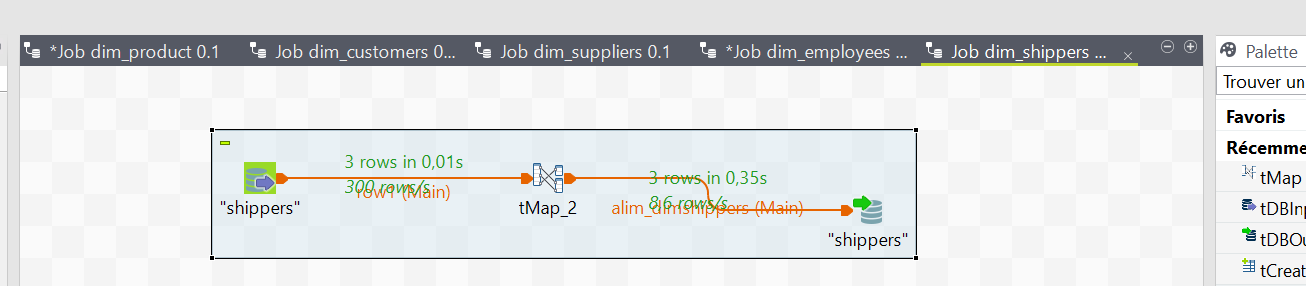 *Job dim_product 0.1
Job dim_customers 0...
Job dim_suppliers 0.1
*Job dim_employees ...
Job dim_shippers ...
Palette
Trouver un
Favoris
Récemme
tMap
tDBInp
tDBOu
tCreat
3 rows in 0,01s
300 rows/s
row1 (Main)
"shippers"
tMap_2
3 rows in 0,35s
8,6 rows/s
alim_dimshippers (Main)
"shippers"